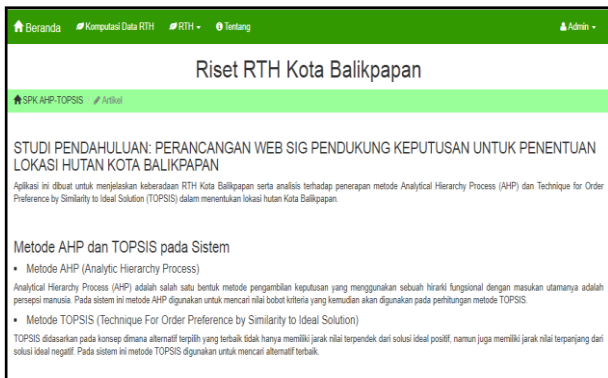 Beranda Komputasi Data RTH RTH Tentang Admin
Riset RTH Kota Balikpapan
SPK AHP-TOPSIS / Artikel
STUDI PENDAHULUAN: PERANCANGAN WEB SIG PENDUKUNG KEPUTUSAN UNTUK PENENTUAN
LOKASI HUTAN KOTA BALIKPAPAN
Aplikasi ini dibuat untuk menjelaskan keberadaan RTH Kota Balikpapan serta analisis terhadap penerapan metode Analytical Hierarchy Process (AHP) dan Technique for Order
Preference by Similarity to Ideal Solution (TOPSIS) dalam menentukan lokasi hutan Kota Balikpapan.
Metode AHP dan TOPSIS pada Sistem
• Metode AHP (Analytic Hierarchy Process)
Analytical Hierarchy Process (AHP) adalah salah satu bentuk metode pengambilan keputusan yang menggunakan sebuah hirarki fungsional dengan masukan utamanya adalah
persepsi manusia. Pada sistem ini metode AHP digunakan untuk mencari nilai bobot kriteria yang kemudian akan digunakan pada perhitungan metode TOPSIS.
• Metode TOPSIS (Technique For Order Preference by Similarity to Ideal Solution)
TOPSIS didasarkan pada konsep dimana alternatif terpilih yang terbaik tidak hanya memiliki jarak nilai terpendek dari solusi ideal positif, namun juga memiliki jarak nilai terpanjang dari
solusi ideal negatif. Pada sistem ini metode TOPSIS digunakan untuk mencari alternatif terbaik.